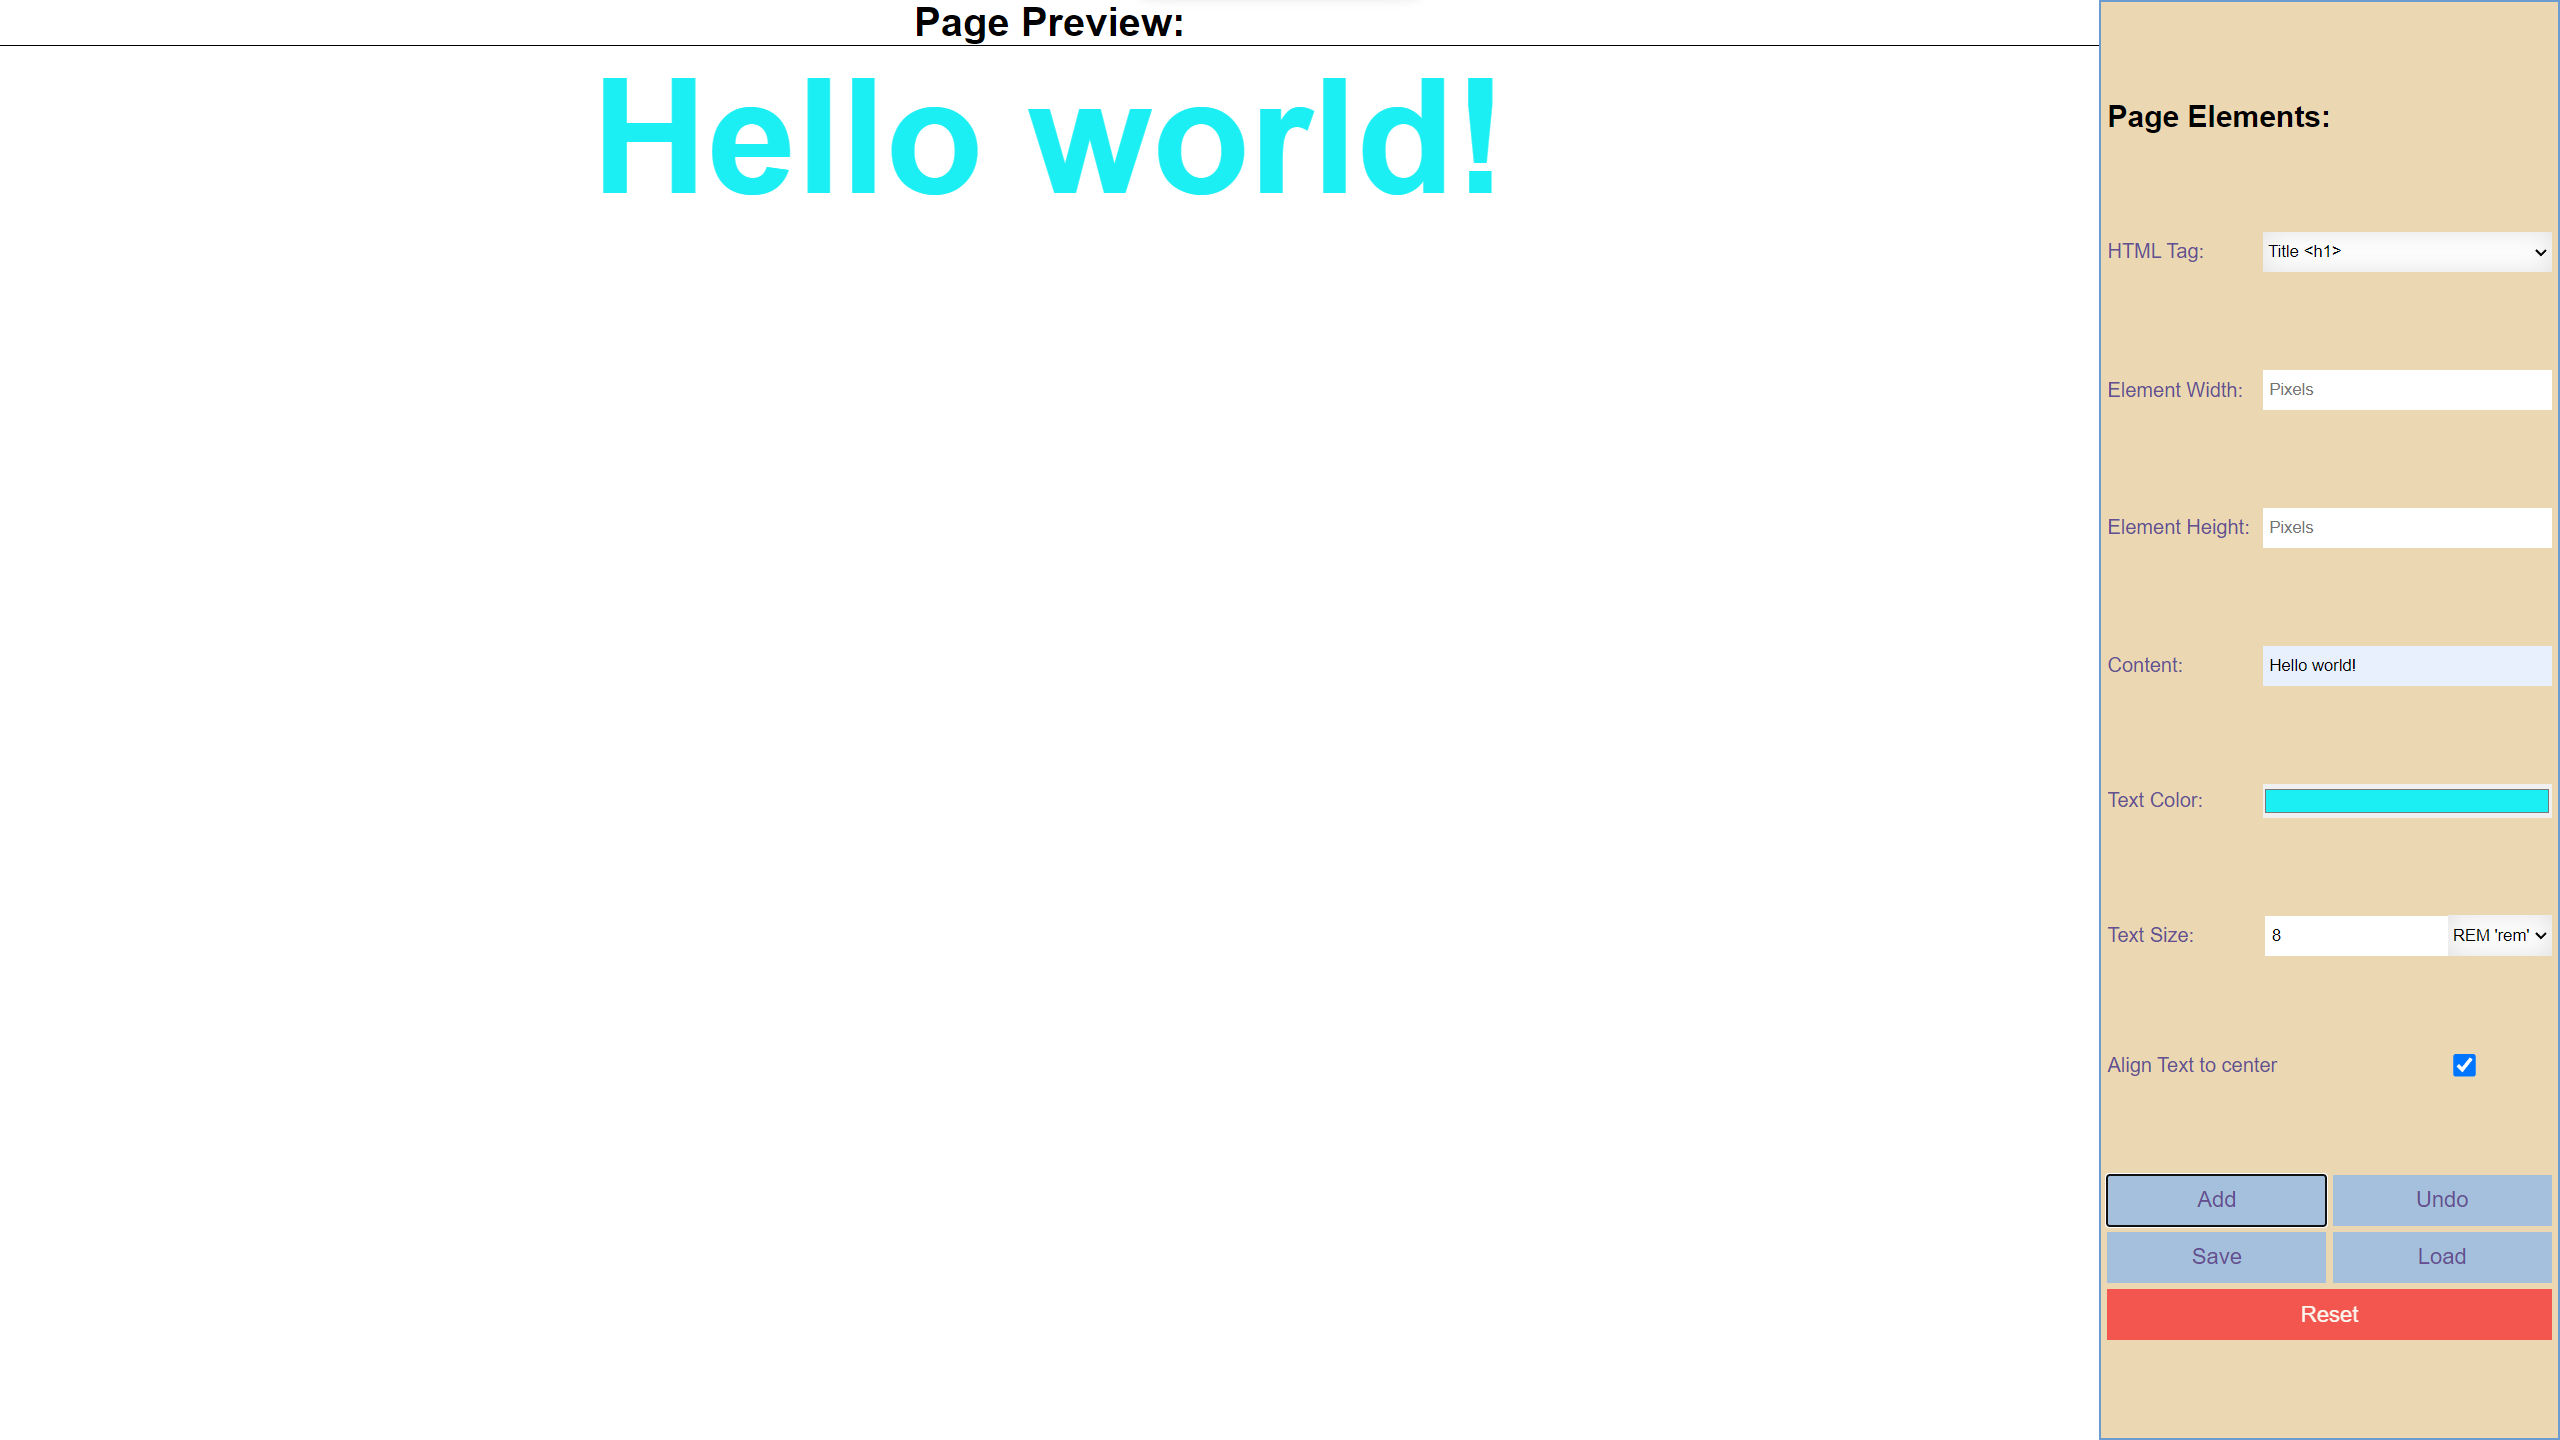 Page Preview:
Hello world!
Page Elements:
HTML Tag: Title <h1>
Element Width: Pixels
Element Height: Pixels
Content: Hello world!
Text Color:
Text Size: 8 REM 'rem'
Align Text to center
Add Undo
Save Load
Reset